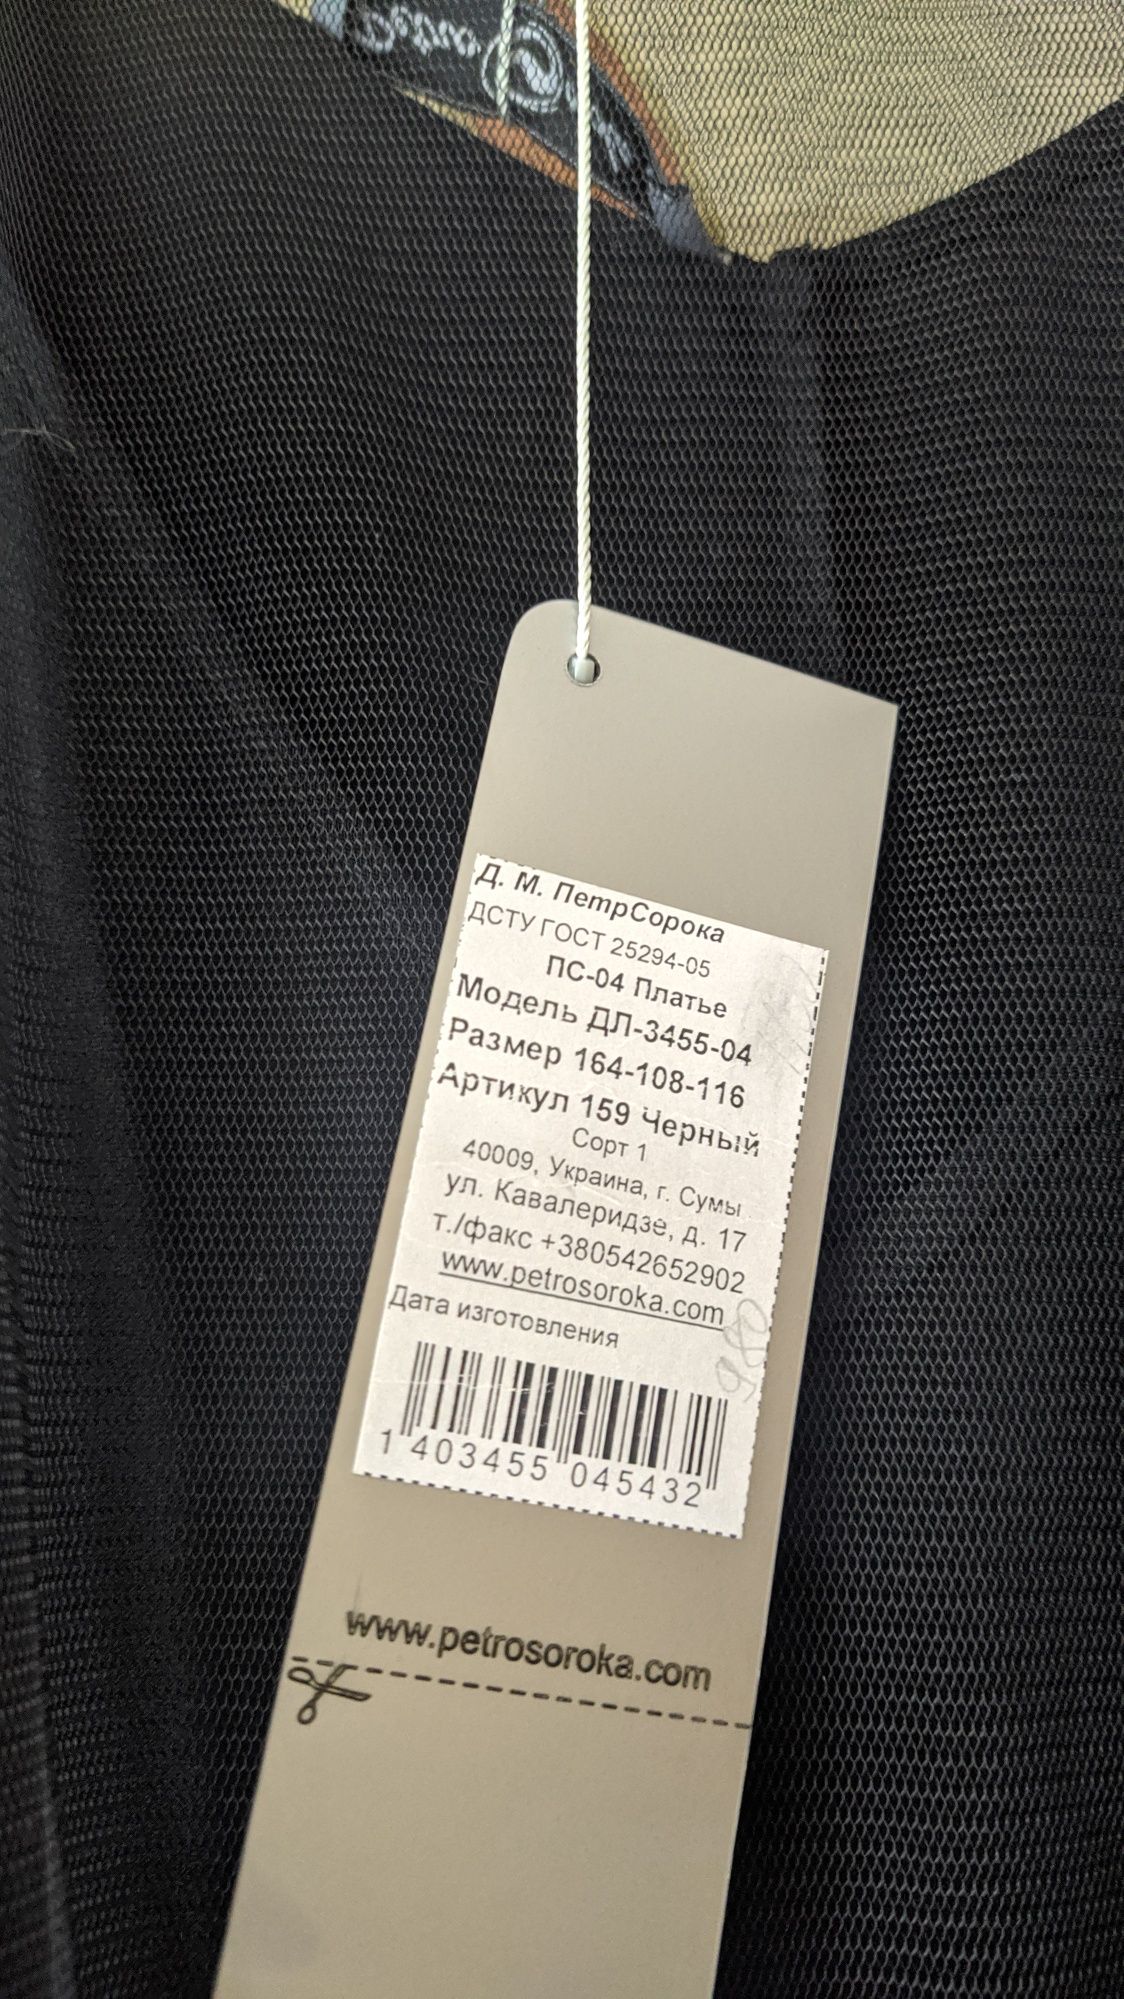 Petro
Д. М. ПетрСорока
ДСТУ ГОСТ 25294-05
ПС-04 Платье
Модель ДЛ-3455-04
Размер 164-108-116
Артикул 159 Черный
Сорт 1
40009, Украина, г. Сумы
ул. Кавалеридзе, д. 17
т./факс +380542652902
www.petrosoroka.com
Дата изготовления
980
1 403455 045432
www.petrosoroka.com